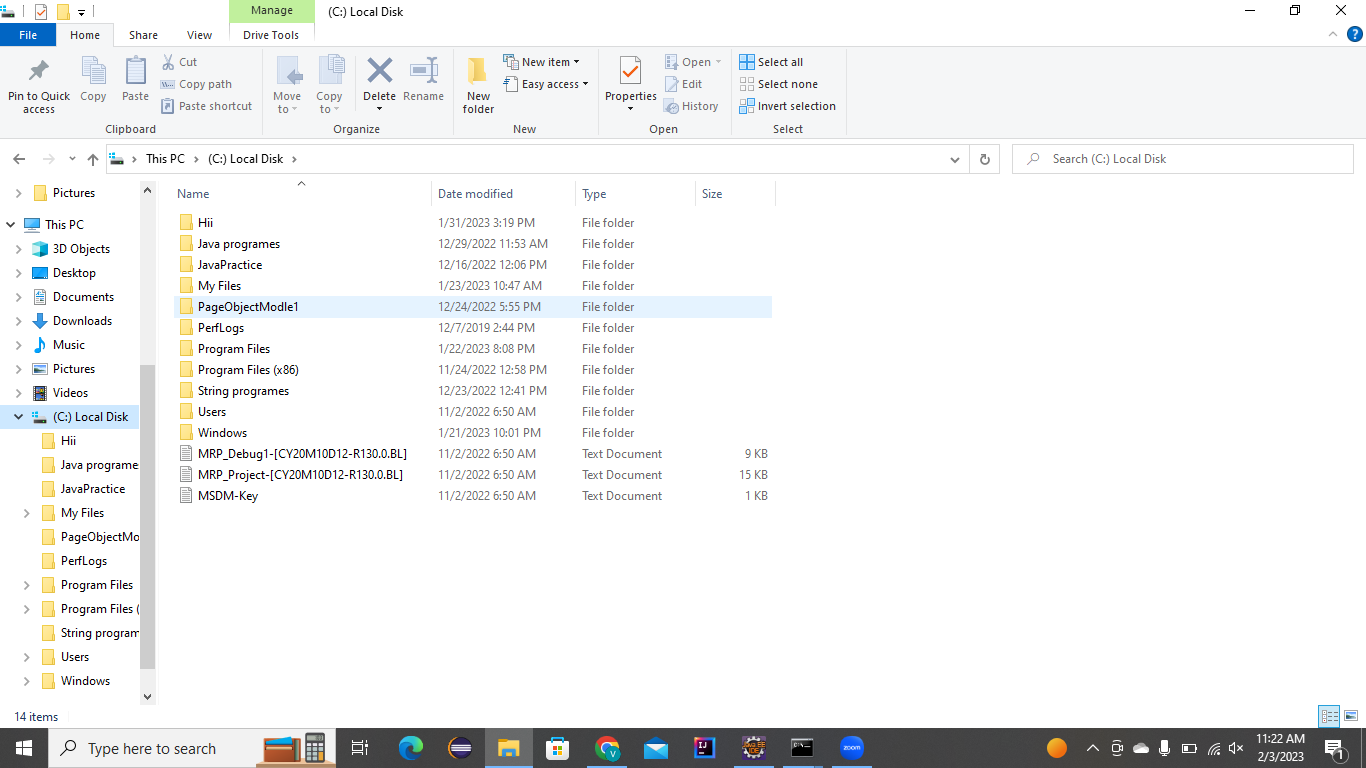 Manage
(C:) Local Disk
File
Home
Share
View
Drive Tools
Pin to Quick access
Copy
Paste
Cut
Copy path
Paste shortcut
Clipboard
Move to
Copy to
Delete
Rename
Organize
New folder
New item
Easy access
New
Properties
Open
Edit
History
Open
Select all
Select none
Invert selection
Select
This PC > (C:) Local Disk >
Search (C:) Local Disk
Pictures
This PC
3D Objects
Desktop
Documents
Downloads
Music
Pictures
Videos
(C:) Local Disk
Hii
Java programe
JavaPractice
My Files
PageObjectMo
PerfLogs
Program Files
Program Files (
String program
Users
Windows
Name Date modified Type Size
Hii 1/31/2023 3:19 PM File folder
Java programes 12/29/2022 11:53 AM File folder
JavaPractice 12/16/2022 12:06 PM File folder
My Files 1/23/2023 10:47 AM File folder
PageObjectModle1 12/24/2022 5:55 PM File folder
PerfLogs 12/7/2019 2:44 PM File folder
Program Files 1/22/2023 8:08 PM File folder
Program Files (x86) 11/24/2022 12:58 PM File folder
String programes 12/23/2022 12:41 PM File folder
Users 11/2/2022 6:50 AM File folder
Windows 1/21/2023 10:01 PM File folder
MRP_Debug1-[CY20M10D12-R130.0.BL] 11/2/2022 6:50 AM Text Document 9 KB
MRP_Project-[CY20M10D12-R130.0.BL] 11/2/2022 6:50 AM Text Document 15 KB
MSDM-Key 11/2/2022 6:50 AM Text Document 1 KB
14 items
Type here to search
V
IJ
zoom
11:22 AM
2/3/2023
1